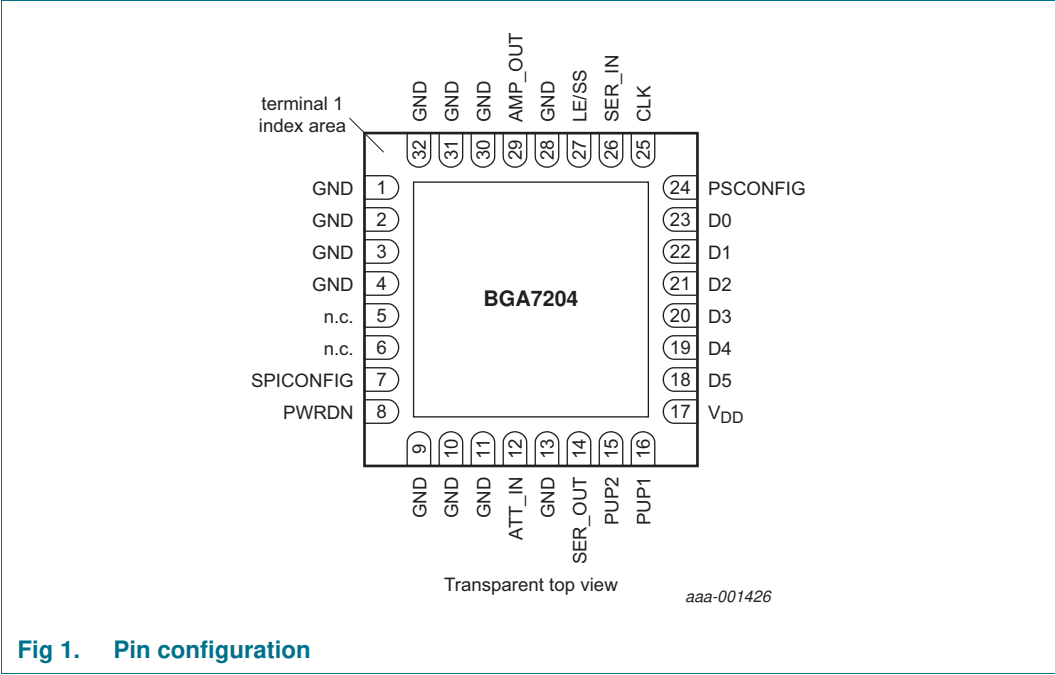 GND GND GND AMP_OUT GND LE/SS SER_IN CLK
terminal 1
index area
32 31 30 29 28 27 26 25
GND 1 24 PSCONFIG
GND 2 23 D0
GND 3 22 D1
GND 4 21 D2
BGA7204
n.c. 5 20 D3
n.c. 6 19 D4
SPICONFIG 7 18 D5
PWRDN 8 17 VDD
9 10 11 12 13 14 15 16
GND GND GND ATT_IN GND SER_OUT PUP2 PUP1
Transparent top view
aaa-001426
Fig 1. Pin configuration